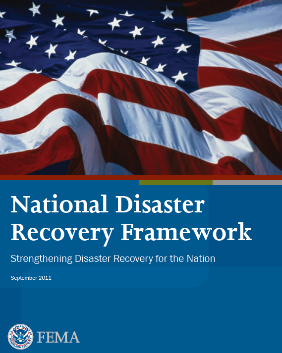 National Disaster
Recovery Framework
Strengthening Disaster Recovery for the Nation
September 2011
FEMA